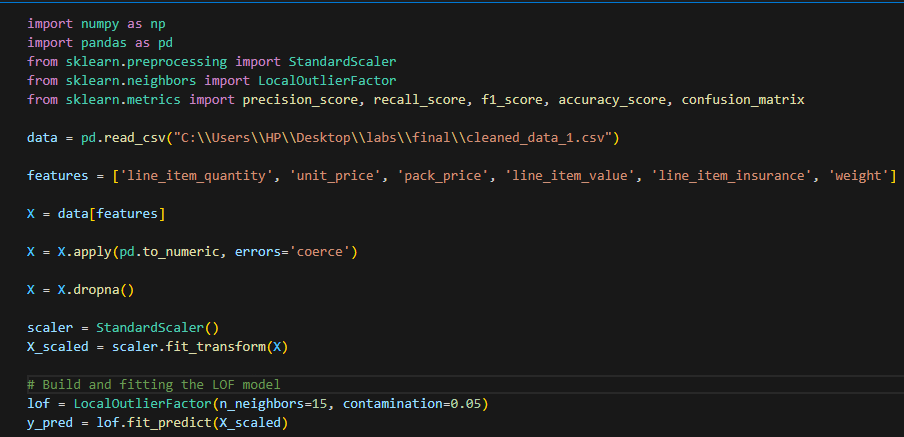 import numpy as np
import pandas as pd
from sklearn.preprocessing import StandardScaler
from sklearn.neighbors import LocalOutlierFactor
from sklearn.metrics import precision_score, recall_score, f1_score, accuracy_score, confusion_matrix
data = pd.read_csv("C:\\Users\\HP\\Desktop\\labs\\final\\cleaned_data_1.csv")
features = ['line_item_quantity', 'unit_price', 'pack_price', 'line_item_value', 'line_item_insurance', 'weight']
X = data[features]
X = X.apply(pd.to_numeric, errors='coerce')
X = X.dropna()
scaler = StandardScaler()
X_scaled = scaler.fit_transform(X)
# Build and fitting the LOF model
lof = LocalOutlierFactor(n_neighbors=15, contamination=0.05)
y_pred = lof.fit_predict(X_scaled)